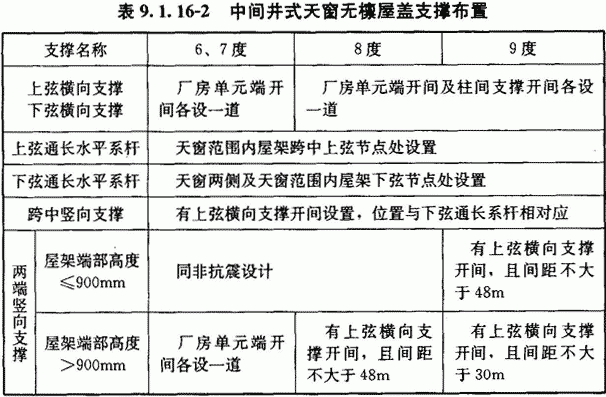 表 9.1.16-2 中间井式天窗无檩屋盖支撑布置
支撑名称 6、7度 8度 9度
上弦横向支撑
下弦横向支撑
厂房单元端开
间各设一道
厂房单元端开间及柱间支撑开间各设
一道
上弦通长水平系杆 天窗范围内屋架跨中上弦节点处设置
下弦通长水平系杆 天窗两侧及天窗范围内屋架下弦节点处设置
跨中竖向支撑 有上弦横向支撑开间设置，位置与下弦通长系杆相对应
两端竖向支撑
屋架端部高度
≤900mm
同非抗震设计
有上弦横向支撑
开间，且间距不大
于48m
屋架端部高度
>900mm
厂房单元端开
间各设一道
有上弦横向支
撑开间，且间距
不大于48m
有上弦横向支撑
开间，且间距不大
于30m